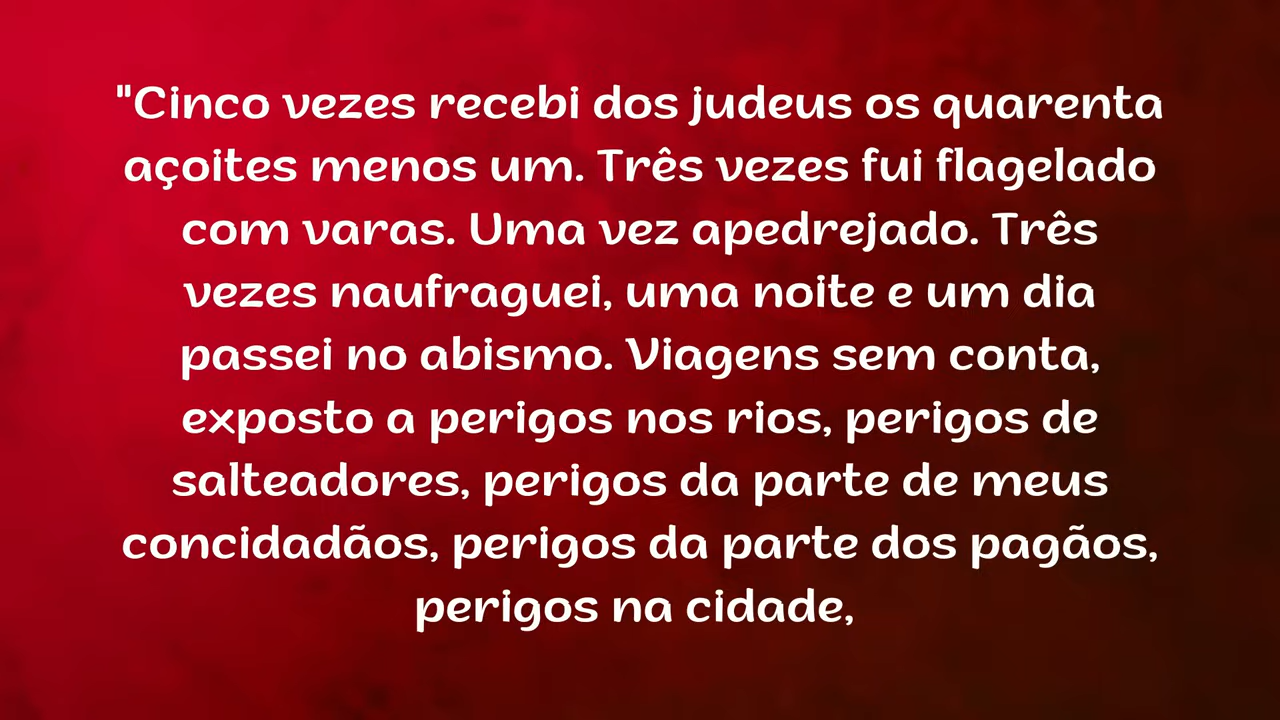 "Cinco vezes recebi dos judeus os quarenta
açoites menos um. Três vezes fui flagelado
com varas. Uma vez apedrejado. Três
vezes naufraguei, uma noite e um dia
passei no abismo. Viagens sem conta,
exposto a perigos nos rios, perigos de
salteadores, perigos da parte de meus
concidadãos, perigos da parte dos pagãos,
perigos na cidade,